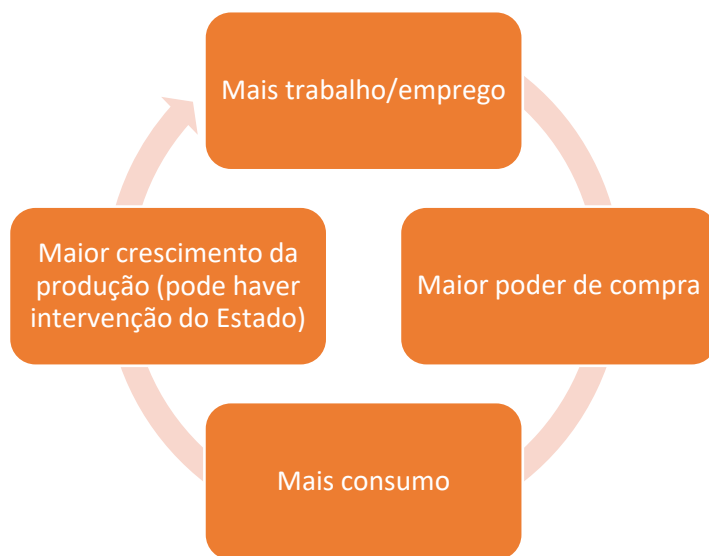 Mais trabalho/emprego
Maior poder de compra
Mais consumo
Maior crescimento da
produção (pode haver
intervenção do Estado)